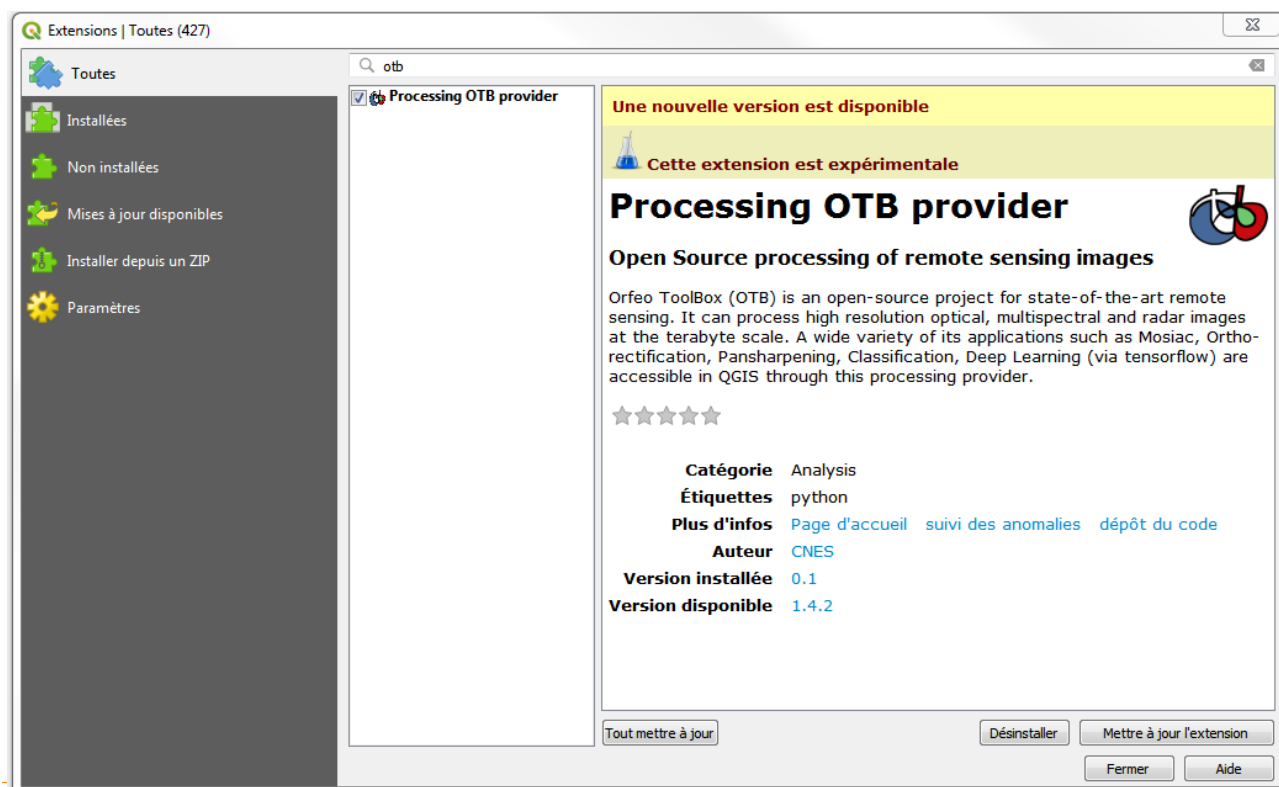 Extensions | Toutes (427)
Toutes
Installées
Non installées
Mises à jour disponibles
Installer depuis un ZIP
Paramètres
otb
Processing OTB provider
Une nouvelle version est disponible
Cette extension est expérimentale
Processing OTB provider
Open Source processing of remote sensing images
Orfeo ToolBox (OTB) is an open-source project for state-of-the-art remote
sensing. It can process high resolution optical, multispectral and radar images
at the terabyte scale. A wide variety of its applications such as Mosiac, Ortho-
rectification, Pansharpening, Classification, Deep Learning (via tensorflow) are
accessible in QGIS through this processing provider.
Catégorie Analysis
Étiquettes python
Plus d'infos Page d'accueil suivi des anomalies dépôt du code
Auteur CNES
Version installée 0.1
Version disponible 1.4.2
Tout mettre à jour Désinstaller Mettre à jour l'extension
Fermer Aide